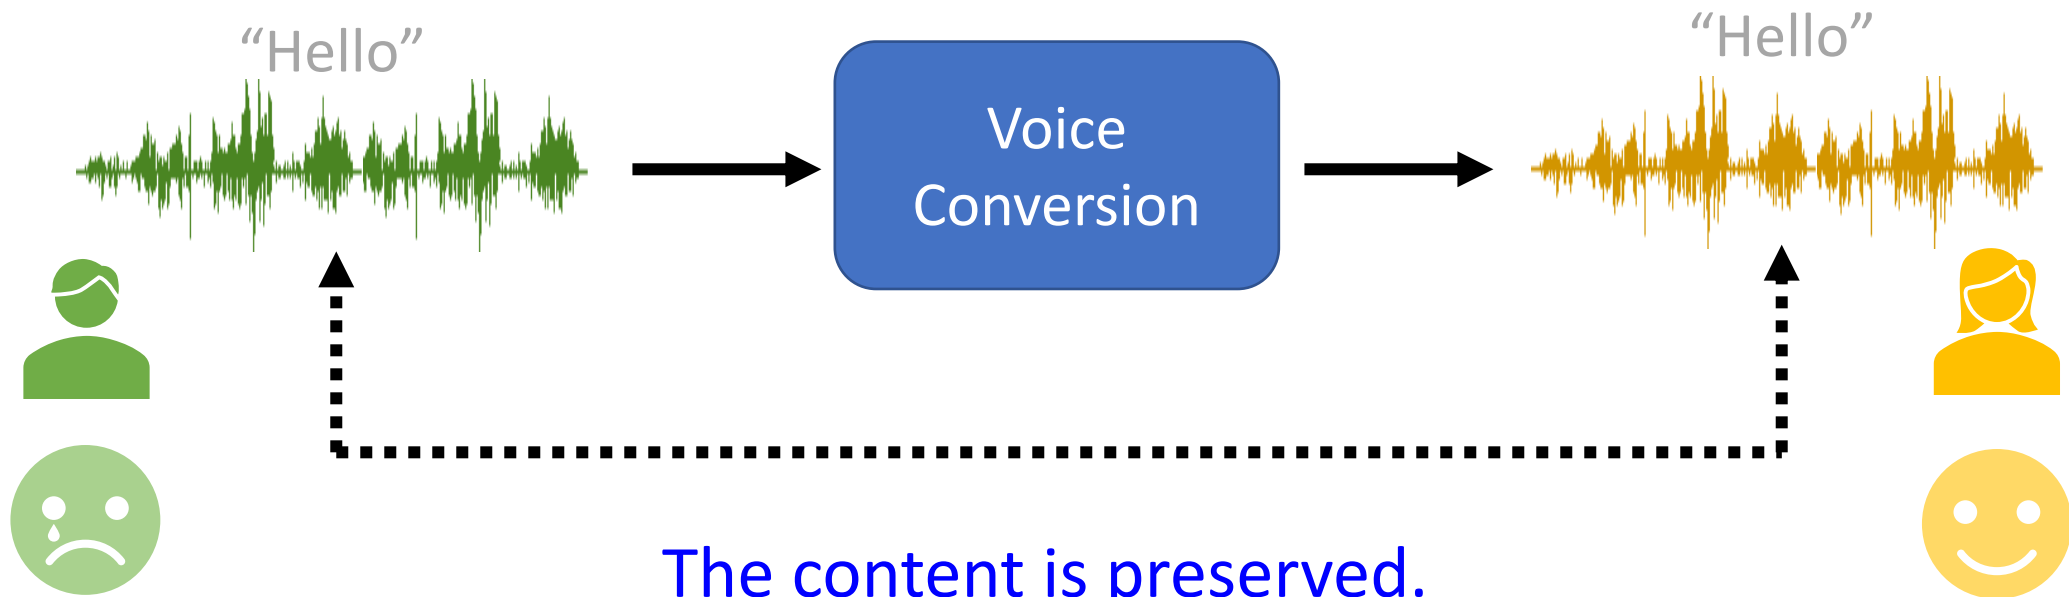 “Hello”
“Hello”
Voice
Conversion
The content is preserved.